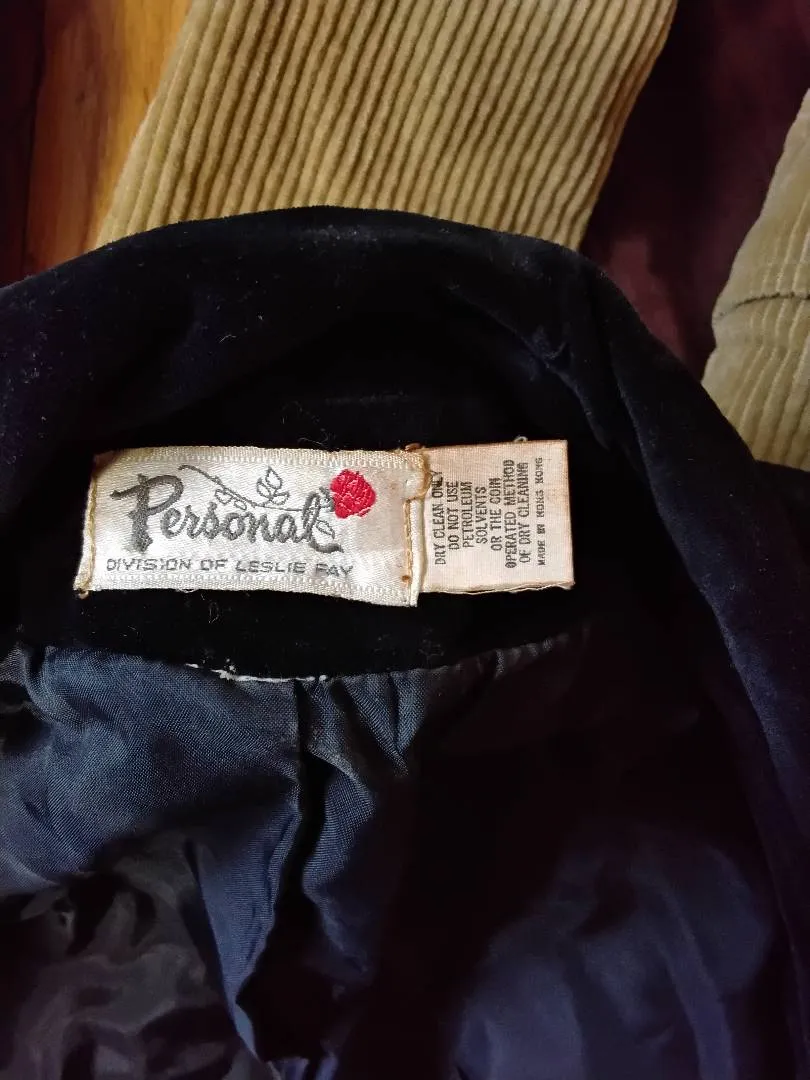 Personal
DIVISION OF LESLIE FAY
DRY CLEAN ONLY
DO NOT USE
PETROLEUM
SOLVENTS
OR THE COIN
OPERATED METHOD
OF DRY CLEANING
MADE IN HONG KONG